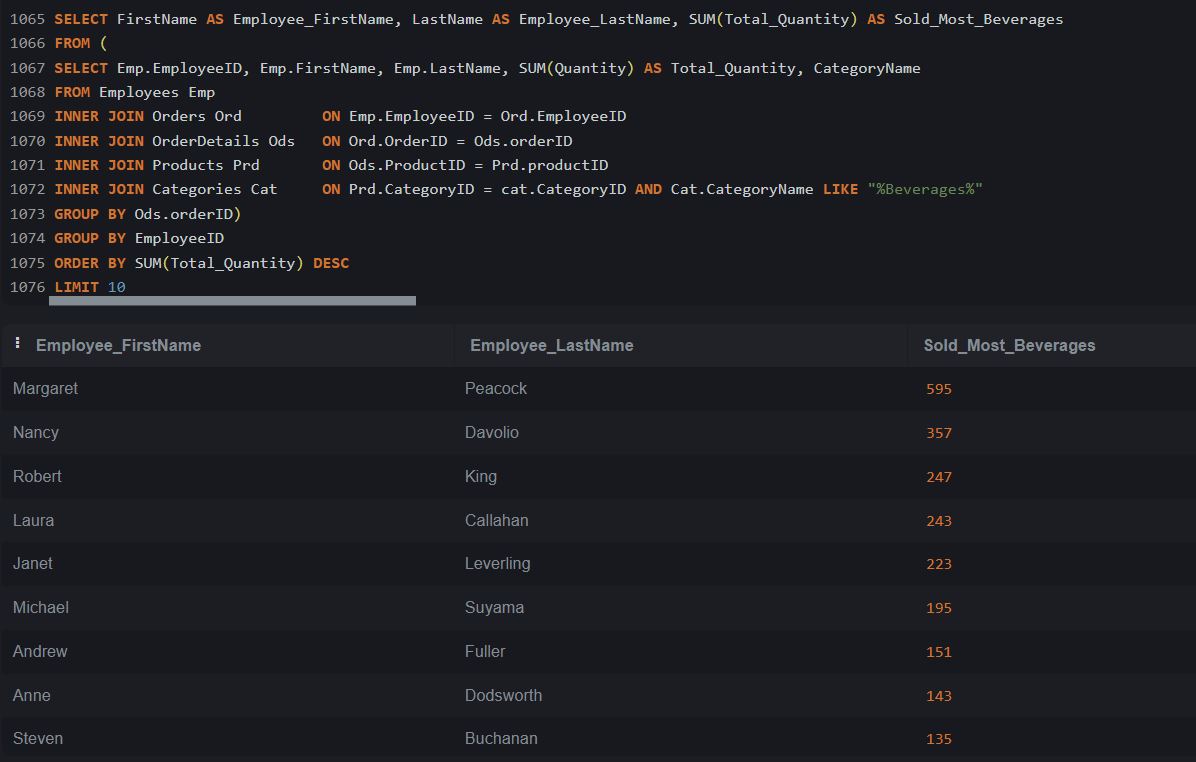 1065 SELECT FirstName AS Employee_FirstName, LastName AS Employee_LastName, SUM(Total_Quantity) AS Sold_Most_Beverages
1066 FROM (
1067 SELECT Emp.EmployeeID, Emp.FirstName, Emp.LastName, SUM(Quantity) AS Total_Quantity, CategoryName
1068 FROM Employees Emp
1069 INNER JOIN Orders Ord ON Emp.EmployeeID = Ord.EmployeeID
1070 INNER JOIN OrderDetails Ods ON Ord.OrderID = Ods.orderID
1071 INNER JOIN Products Prd ON Ods.ProductID = Prd.productID
1072 INNER JOIN Categories Cat ON Prd.CategoryID = cat.CategoryID AND Cat.CategoryName LIKE "%Beverages%"
1073 GROUP BY Ods.orderID)
1074 GROUP BY EmployeeID
1075 ORDER BY SUM(Total_Quantity) DESC
1076 LIMIT 10
Employee_FirstName Employee_LastName Sold_Most_Beverages
Margaret Peacock 595
Nancy Davolio 357
Robert King 247
Laura Callahan 243
Janet Leverling 223
Michael Suyama 195
Andrew Fuller 151
Anne Dodsworth 143
Steven Buchanan 135